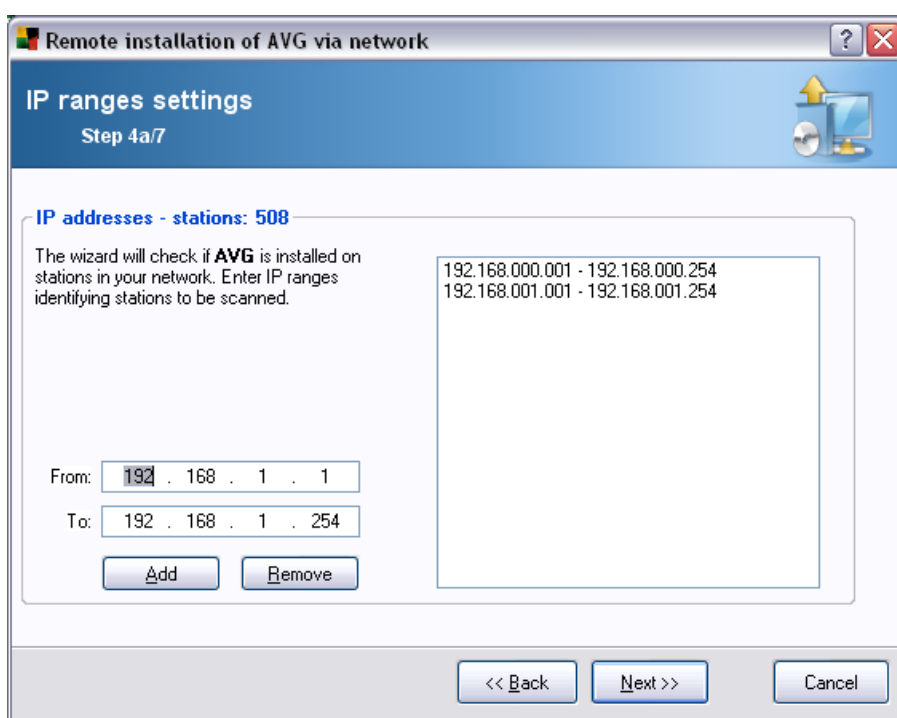 Remote installation of AVG via network
IP ranges settings
Step 4a/7
IP addresses - stations: 508
The wizard will check if AVG is installed on
stations in your network. Enter IP ranges
identifying stations to be scanned.
192.168.000.001 - 192.168.000.254
192.168.001.001 - 192.168.001.254
From: 192 . 168 . 1 . 1
To: 192 . 168 . 1 . 254
Add Remove
<< Back Next >> Cancel